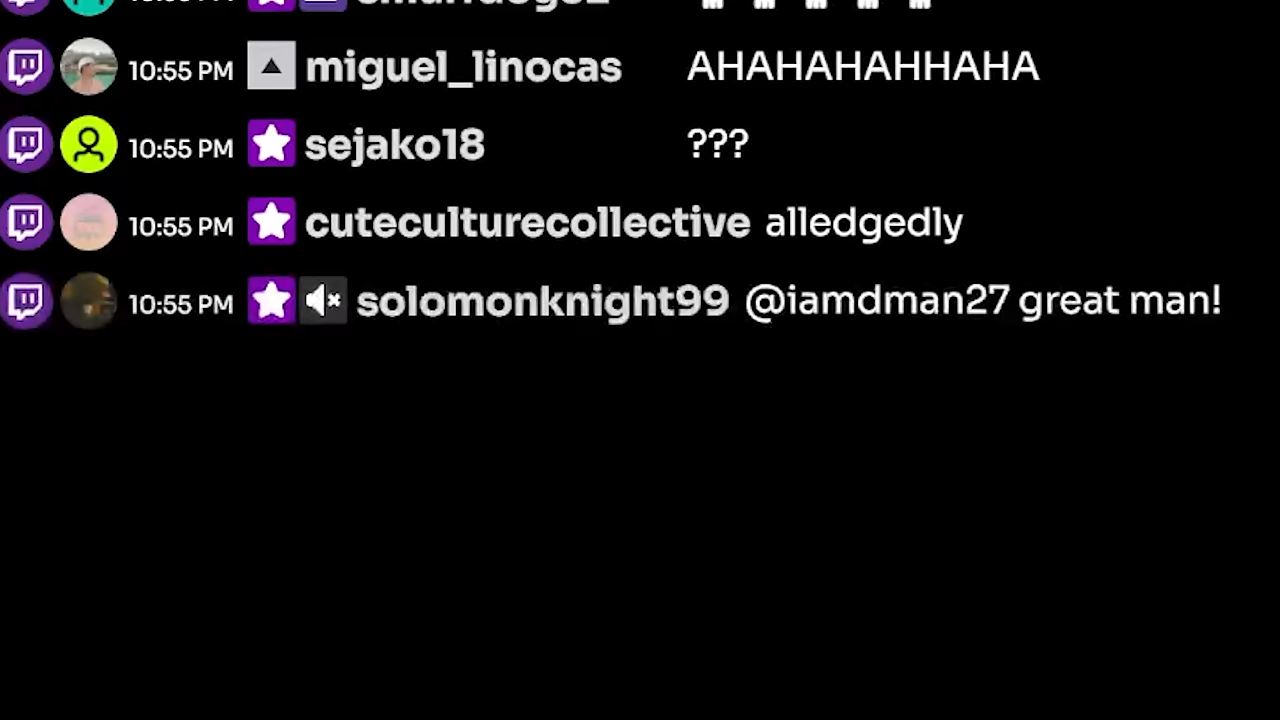 10:55 PM miguel_linocas AHAHAHAHHAHA
10:55 PM sejako18 ???
10:55 PM cuteculturecollective alledgedly
10:55 PM solomonknight99 @iamdman27 great man!